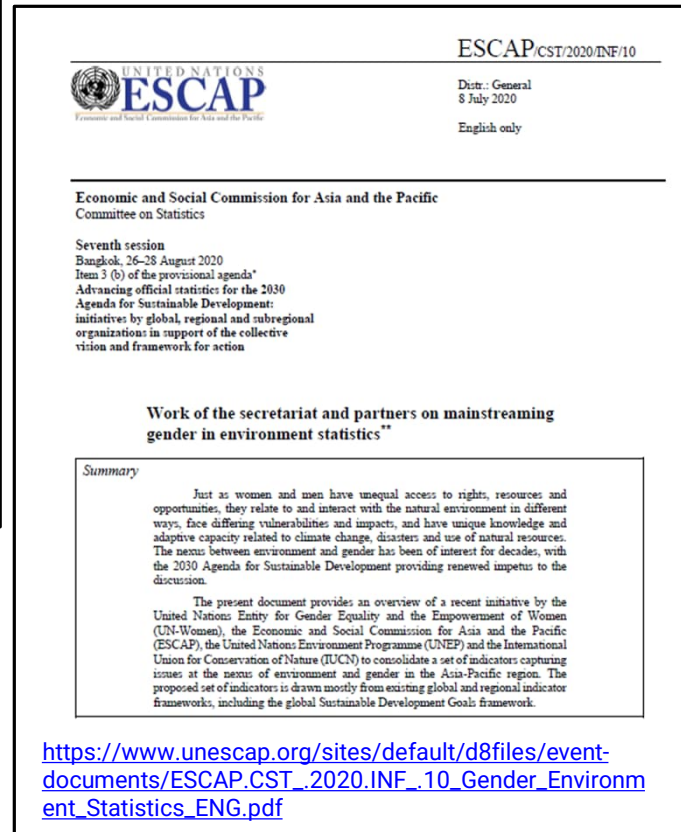 ESCAP/CST/2020/INF/10
UNITED NATIONS
ESCAP
Economic and Social Commission for Asia and the Pacific
Distr.: General
8 July 2020
English only
Economic and Social Commission for Asia and the Pacific
Committee on Statistics
Seventh session
Bangkok, 26–28 August 2020
Item 3 (b) of the provisional agenda*
Advancing official statistics for the 2030
Agenda for Sustainable Development:
initiatives by global, regional and subregional
organizations in support of the collective
vision and framework for action
Work of the secretariat and partners on mainstreaming
gender in environment statistics**
Summary
Just as women and men have unequal access to rights, resources and
opportunities, they relate to and interact with the natural environment in different
ways, face differing vulnerabilities and impacts, and have unique knowledge and
adaptive capacity related to climate change, disasters and use of natural resources.
The nexus between environment and gender has been of interest for decades, with
the 2030 Agenda for Sustainable Development providing renewed impetus to the
discussion.
The present document provides an overview of a recent initiative by the
United Nations Entity for Gender Equality and the Empowerment of Women
(UN-Women), the Economic and Social Commission for Asia and the Pacific
(ESCAP), the United Nations Environment Programme (UNEP) and the International
Union for Conservation of Nature (IUCN) to consolidate a set of indicators capturing
issues at the nexus of environment and gender in the Asia-Pacific region. The
proposed set of indicators is drawn mostly from existing global and regional indicator
frameworks, including the global Sustainable Development Goals framework.
https://www.unescap.org/sites/default/d8files/event-
documents/ESCAP.CST_.2020.INF_.10_Gender_Environm
ent_Statistics_ENG.pdf